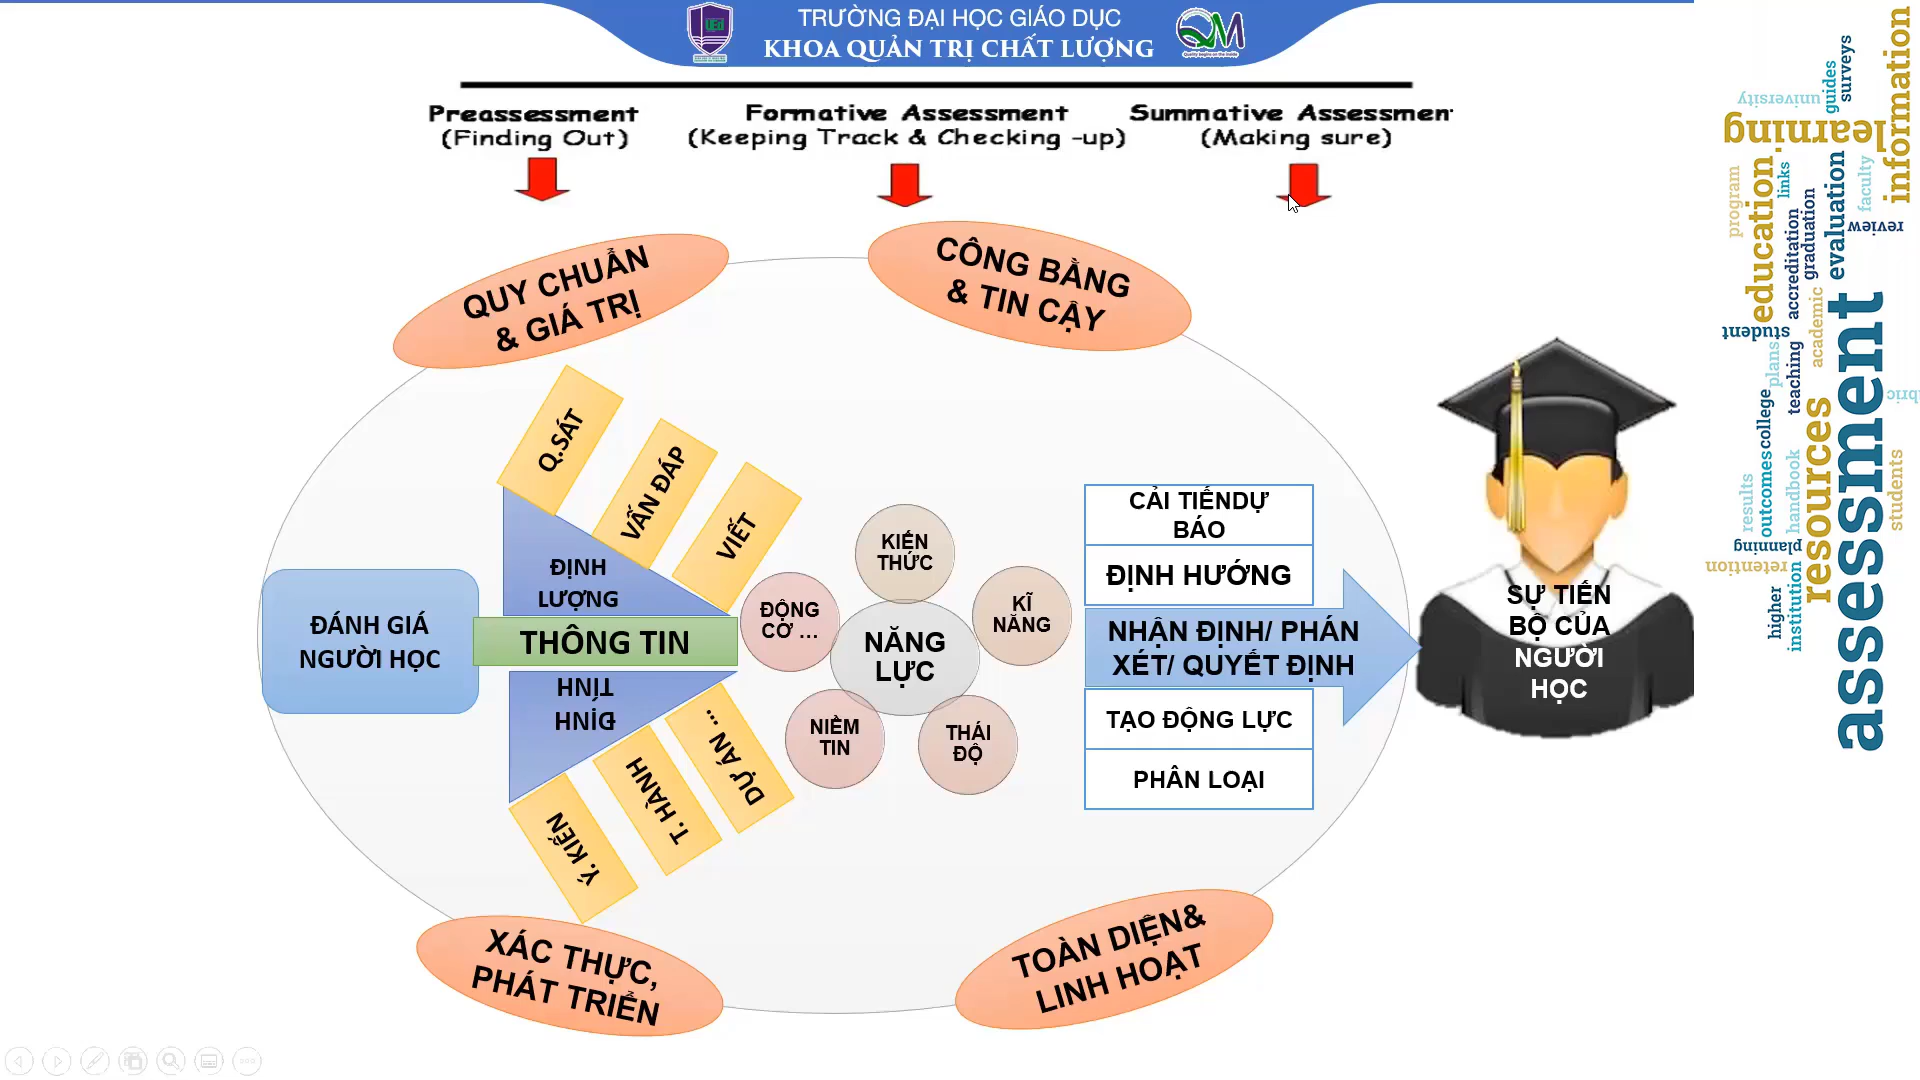 TRƯỜNG ĐẠI HỌC GIÁO DỤC
KHOA QUẢN TRỊ CHẤT LƯỢNG
UEd
QM
Preassessment
(Finding Out)
Formative Assessment
(Keeping Track & Checking -up)
Summative Assessmen
(Making sure)
QUY CHUẨN
& GIÁ TRỊ
CÔNG BẰNG
& TIN CẬY
Q.SÁT
VẤN ĐÁP
VIẾT
ĐỊNH
LƯỢNG
ĐÁNH GIÁ
NGƯỜI HỌC
THÔNG TIN
ĐỊNH
TÍNH
Ý. KIẾN
T. HÀNH
DỰ ÁN ...
KIẾN
THỨC
KĨ
NĂNG
ĐỘNG
CƠ ...
NĂNG
LỰC
NIỀM
TIN
THÁI
ĐỘ
CẢI TIẾNDỰ
BÁO
ĐỊNH HƯỚNG
NHẬN ĐỊNH/ PHÁN
XÉT/ QUYẾT ĐỊNH
TẠO ĐỘNG LỰC
PHÂN LOẠI
SỰ TIẾN
BỘ CỦA
NGƯỜI
HỌC
XÁC THỰC,
PHÁT TRIỂN
TOÀN DIỆN&
LINH HOẠT
surveys
guides
university
learning
information
program
education
links
evaluation
faculty
review
accreditation
graduation
student
academic
plans
teaching
college
resources
assessment
results
outcomes
handbook
students
planning
retention
higher
institution